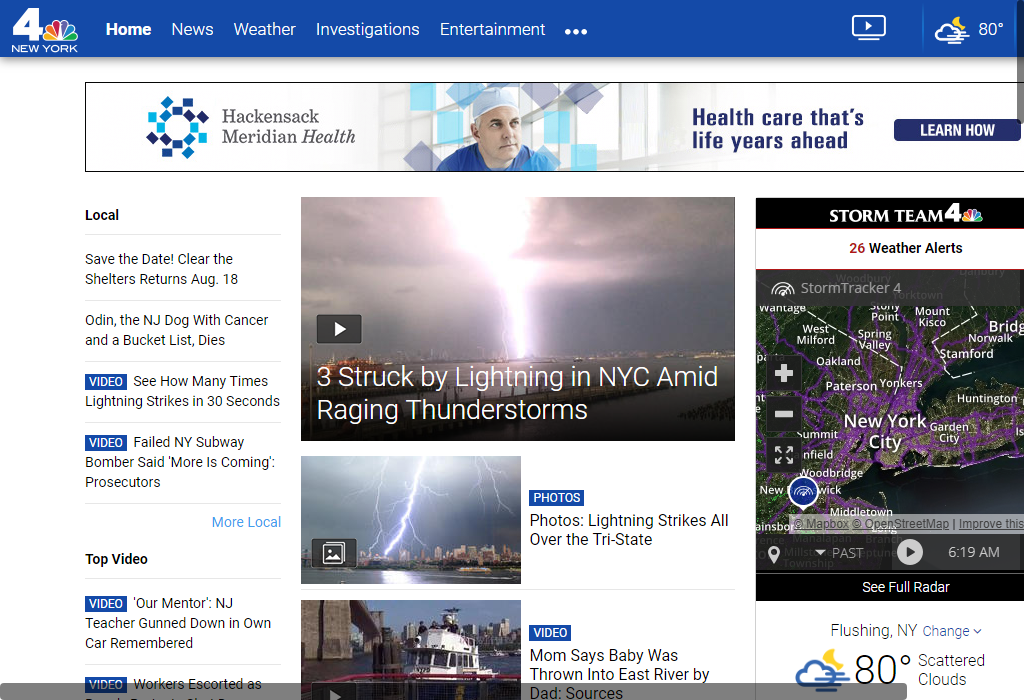 4
NEW YORK
Home
News
Weather
Investigations
Entertainment
80°
Hackensack
Meridian Health
Health care that's
life years ahead
LEARN HOW
Local
Save the Date! Clear the
Shelters Returns Aug. 18
Odin, the NJ Dog With Cancer
and a Bucket List, Dies
VIDEO See How Many Times
Lightning Strikes in 30 Seconds
VIDEO Failed NY Subway
Bomber Said 'More Is Coming':
Prosecutors
More Local
Top Video
VIDEO 'Our Mentor': NJ
Teacher Gunned Down in Own
Car Remembered
VIDEO Workers Escorted as
3 Struck by Lightning in NYC Amid
Raging Thunderstorms
PHOTOS
Photos: Lightning Strikes All
Over the Tri-State
VIDEO
Mom Says Baby Was
Thrown Into East River by
Dad: Sources
STORM TEAM 4
26 Weather Alerts
Woodbury
Danbury
StormTracker 4
Yorktown
Wantage
Stony
Point
Mount
Kisco
West
Milford
Spring
Valley
Bridg
Norwalk
Stamford
Oakland
Paterson
Yonkers
Huntington
New York
City
Garden
City
Summit
nfield
Woodbridge
New
wick
Middletown
ainsbor
© Mapbox © OpenStreetMap | Improve this
Manalapan
Branch
Millstone
Township
Neptune
PAST
6:19 AM
See Full Radar
Flushing, NY Change
80° Scattered
Clouds